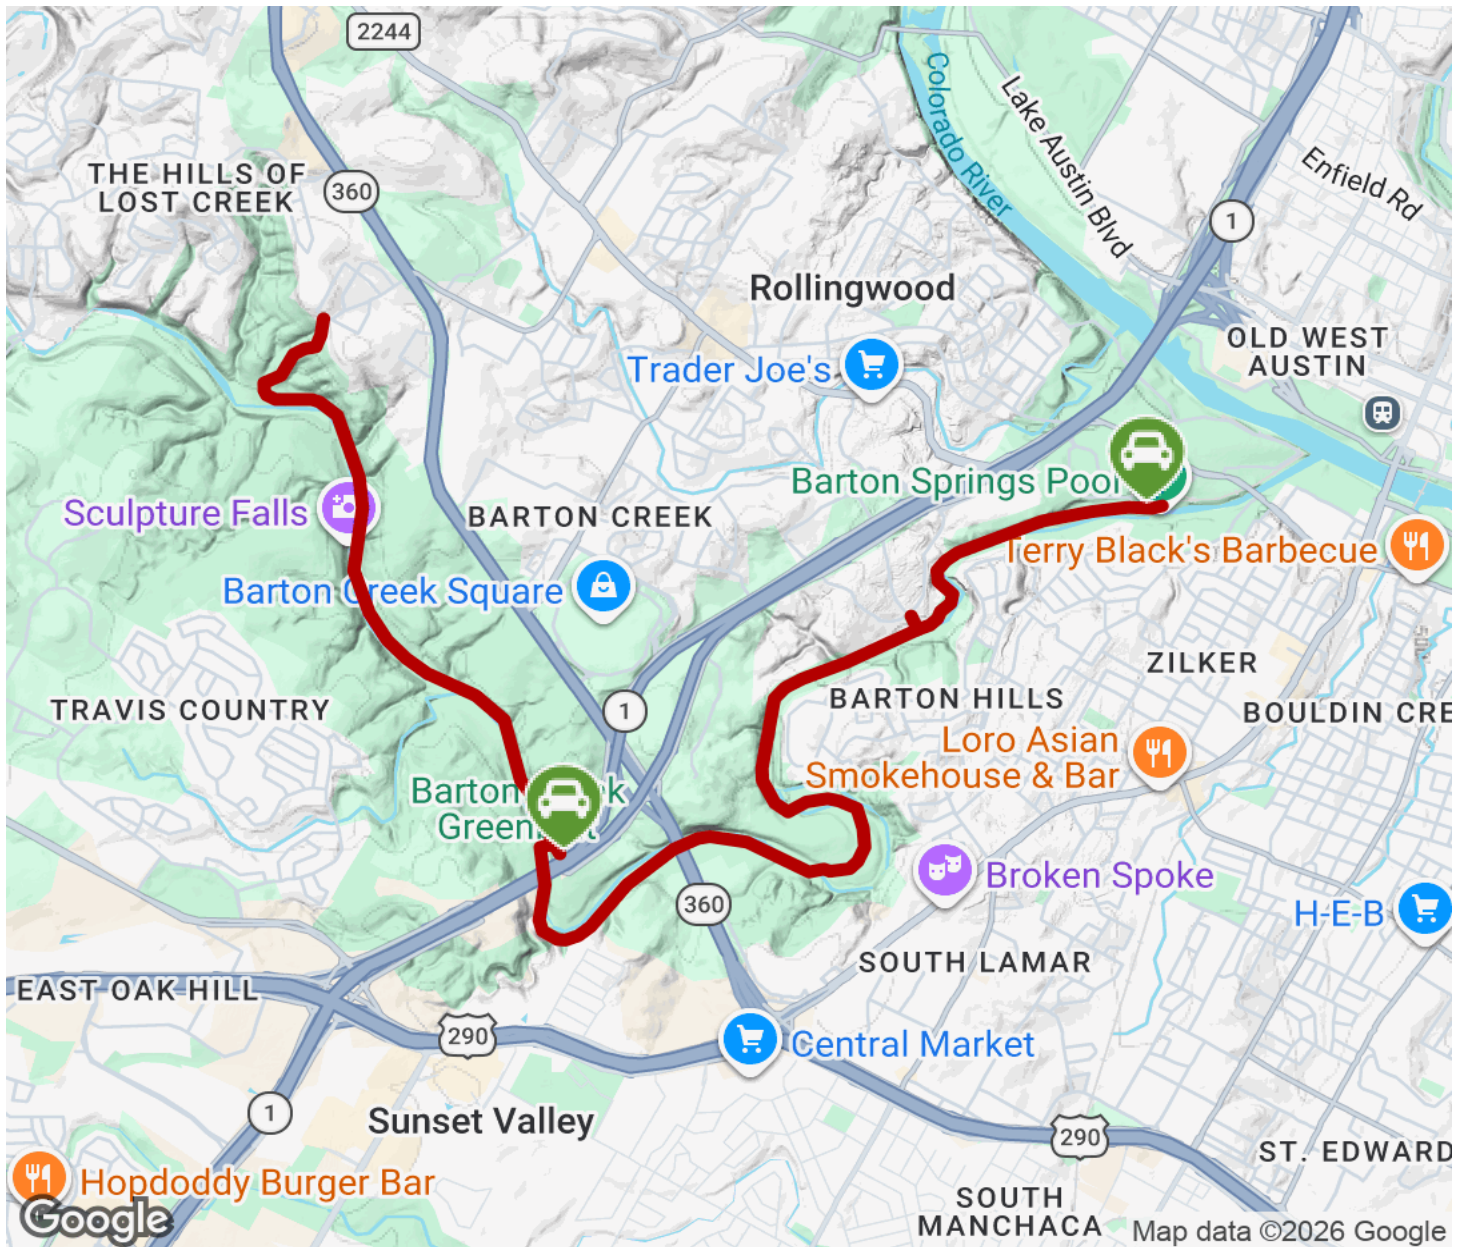 2244
Colorado River
Lake Austin Blvd
Enfield Rd
THE HILLS OF
LOST CREEK
360
1
Rollingwood
OLD WEST
AUSTIN
Trader Joe's
Barton Springs Pool
Sculpture Falls
BARTON CREEK
Terry Black's Barbecue
Barton Creek Square
ZILKER
BARTON HILLS
TRAVIS COUNTRY
1
BOULDIN CRE
Loro Asian
Smokehouse & Bar
Barton
k
Green
t
Broken Spoke
360
H-E-B
SOUTH LAMAR
EAST OAK HILL
290
Central Market
1
Sunset Valley
290
ST. EDWARD
Hopdoddy Burger Bar
SOUTH
MANCHACA
Google
Map data ©2026 Google